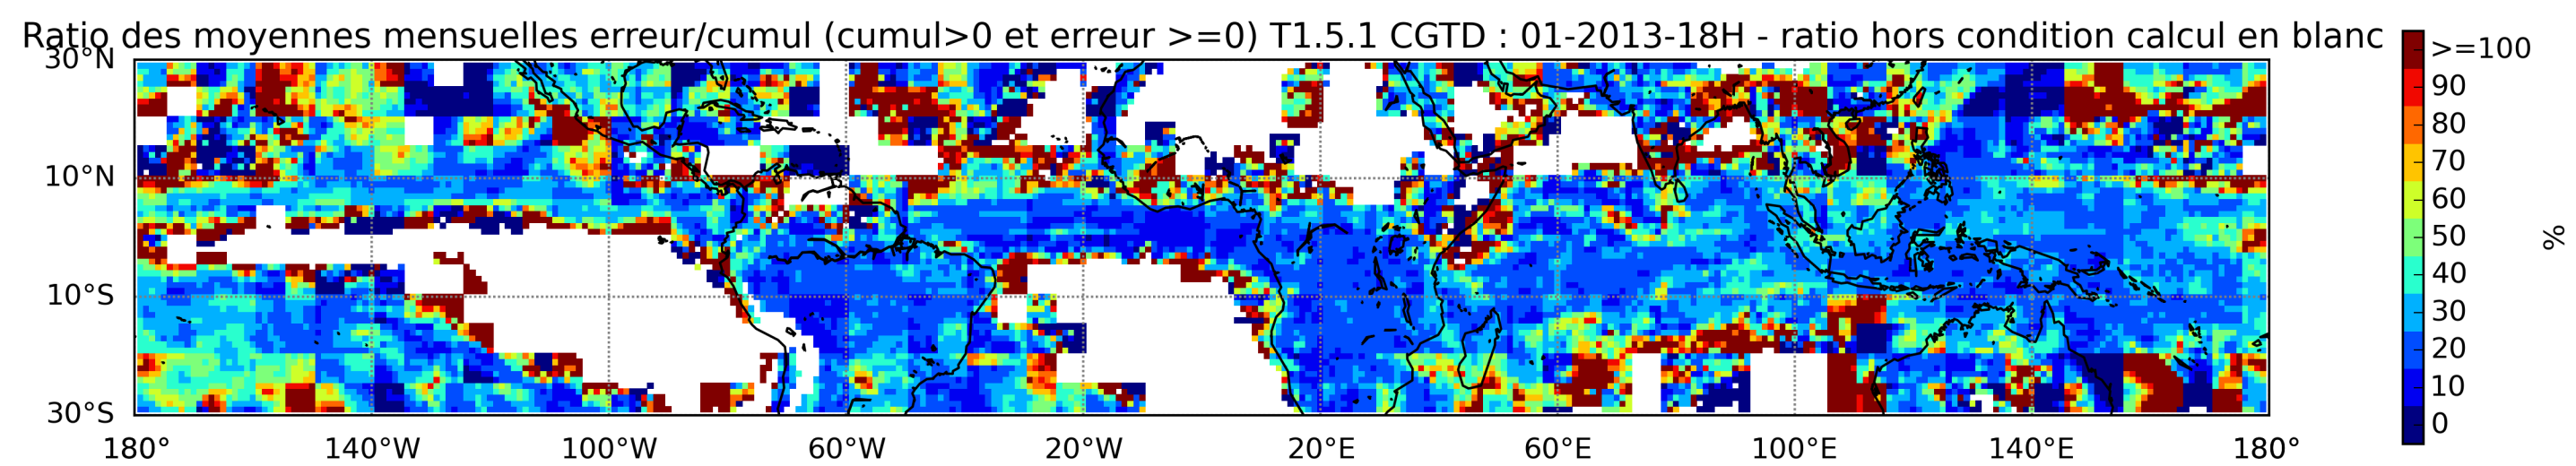 Ratio des moyennes mensuelles erreur/cumul (cumul>0 et erreur >=0) T1.5.1 CGTD : 01-2013-18H - ratio hors condition calcul en blanc
30°N
10°N
10°S
30°S
180°
140°W
100°W
60°W
20°W
20°E
60°E
100°E
140°E
180°
>=100
90
80
70
60
50
40
30
20
10
0
%